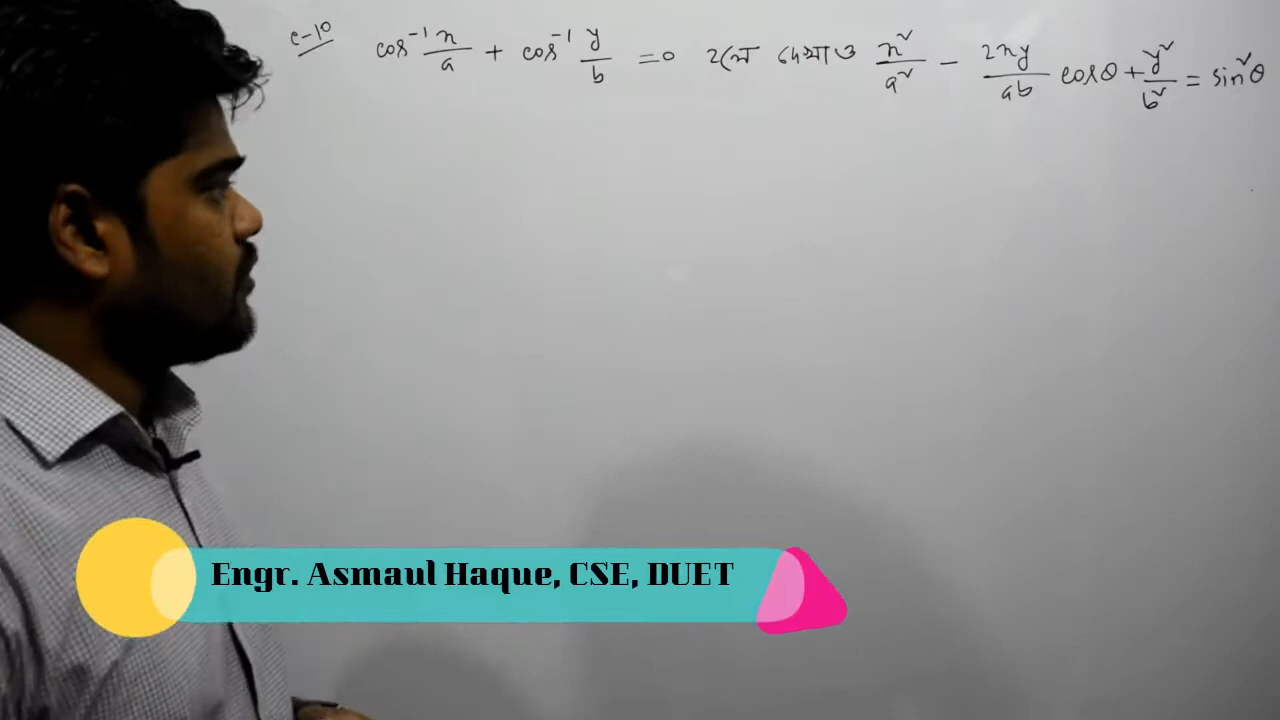 e-10 cos⁻¹ x/a + cos⁻¹ y/b = 0 হলে দেখাও x²/a² - 2xy/ab cosθ + y²/b² = sin²θ
Engr. Asmaul Haque, CSE, DUET